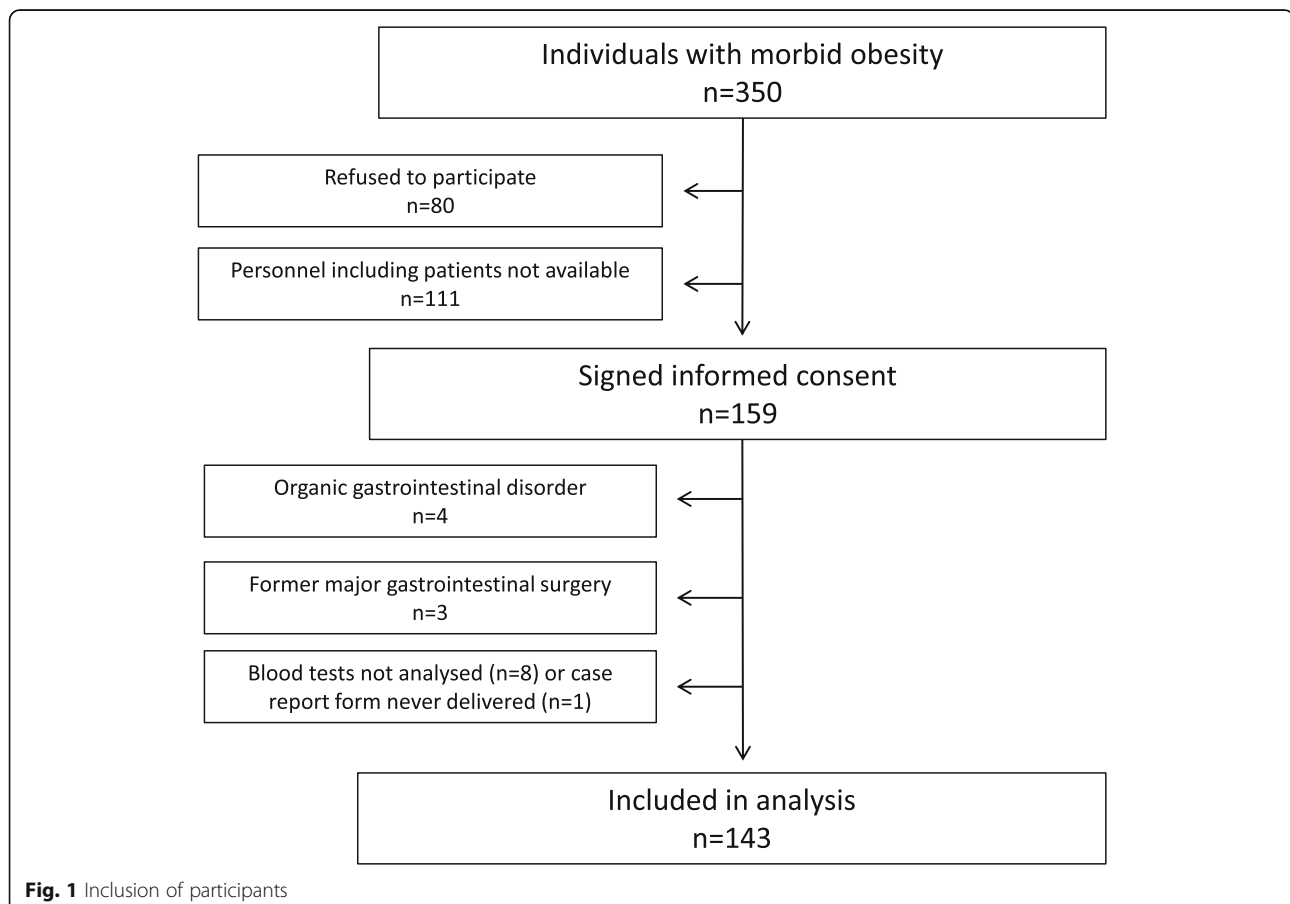 Individuals with morbid obesity
n=350
Refused to participate
n=80
Personnel including patients not available
n=111
Signed informed consent
n=159
Organic gastrointestinal disorder
n=4
Former major gastrointestinal surgery
n=3
Blood tests not analysed (n=8) or case
report form never delivered (n=1)
Included in analysis
n=143
Fig. 1 Inclusion of participants